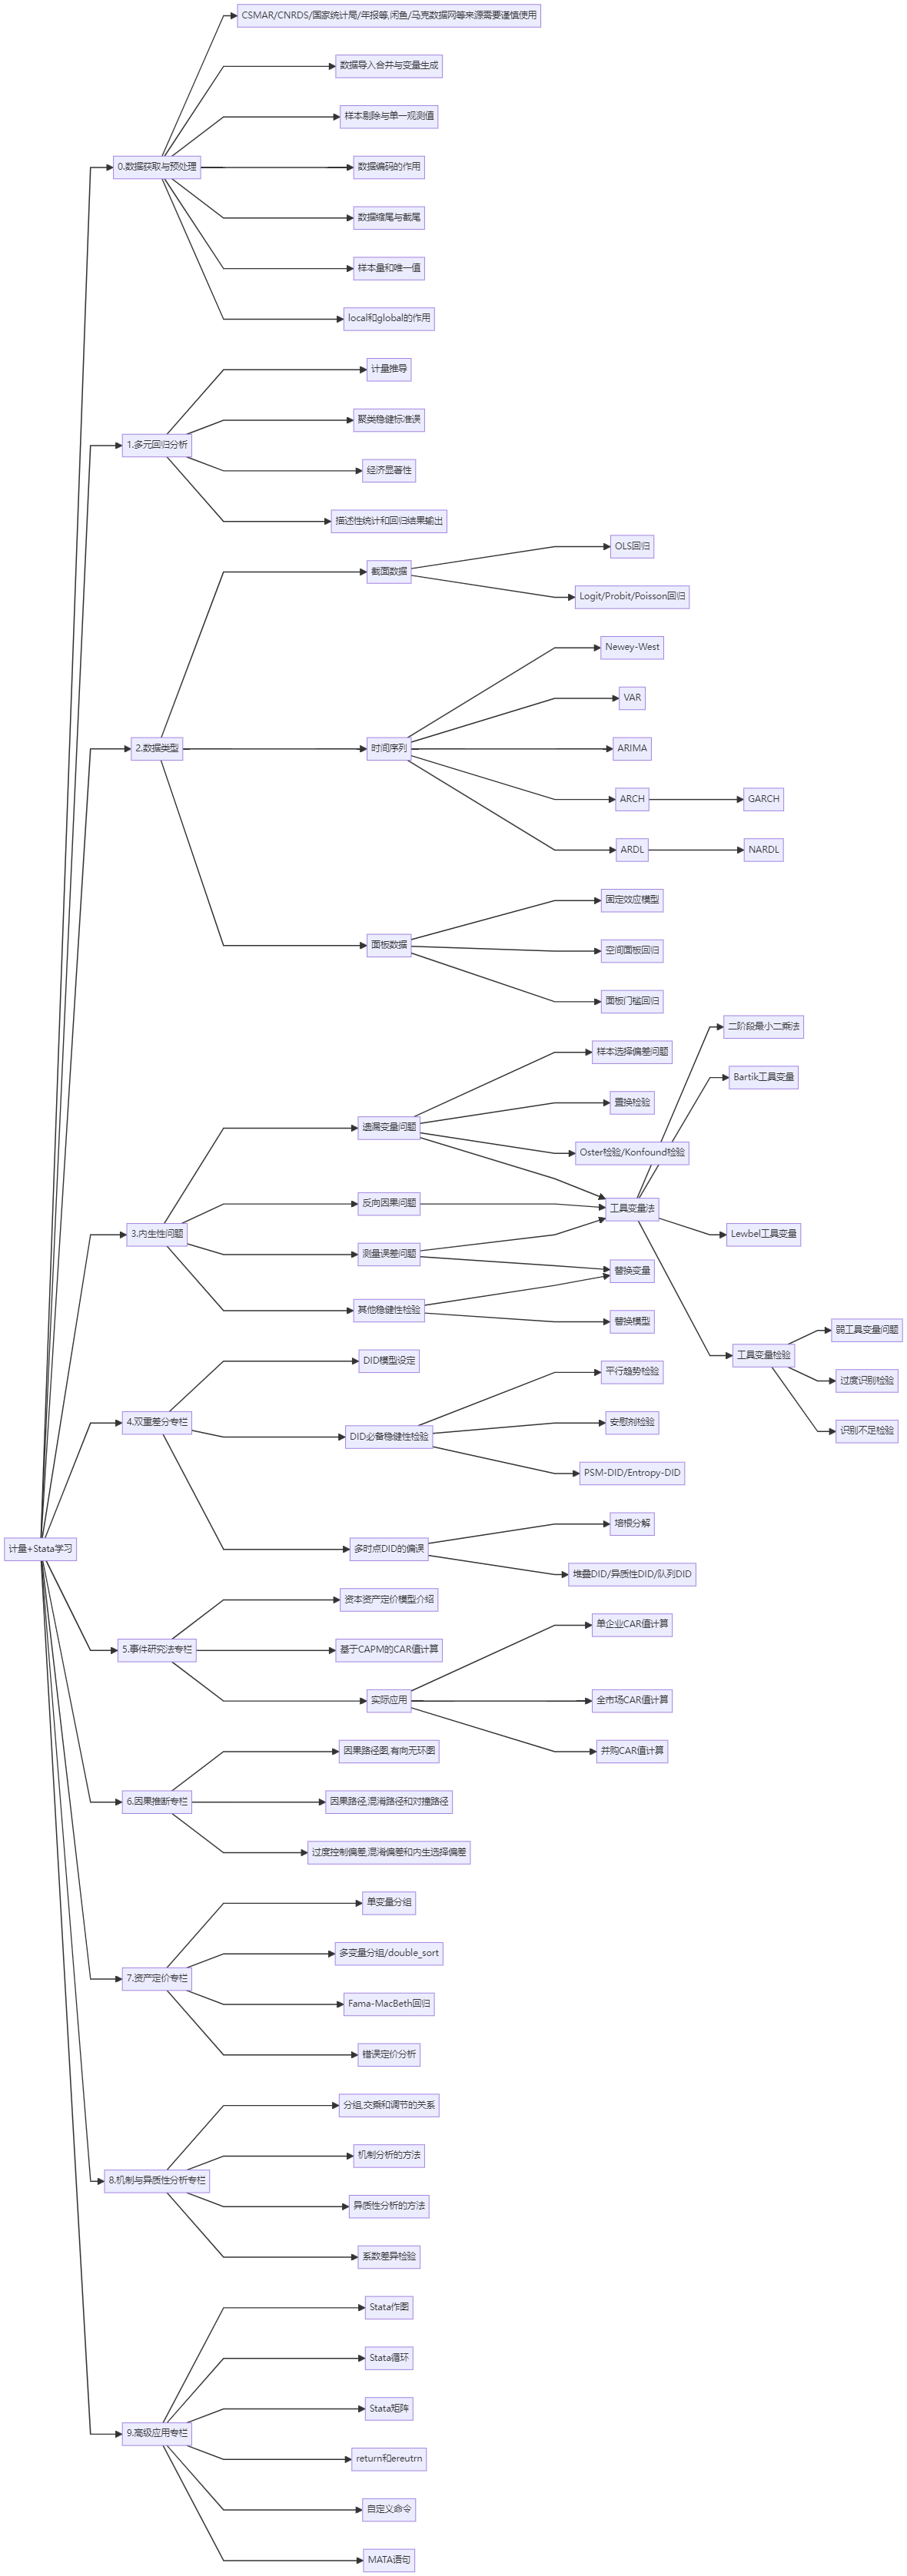 计量+Stata学习
0.数据获取与预处理
CSMAR/CNRDS/国家统计局/年报等,闲鱼/马克数据网等来源需要谨慎使用
数据导入合并与变量生成
样本剔除与单一观测值
数据编码的作用
数据缩尾与截尾
样本量和唯一值
local和global的作用
1.多元回归分析
计量推导
聚类稳健标准误
经济显著性
描述性统计和回归结果输出
2.数据类型
截面数据
OLS回归
Logit/Probit/Poisson回归
时间序列
Newey-West
VAR
ARIMA
ARCH
GARCH
ARDL
NARDL
面板数据
固定效应模型
空间面板回归
面板门槛回归
3.内生性问题
遗漏变量问题
样本选择偏差问题
置换检验
Oster检验/Konfound检验
工具变量法
二阶段最小二乘法
Bartik工具变量
Lewbel工具变量
工具变量检验
弱工具变量问题
过度识别检验
识别不足检验
反向因果问题
测量误差问题
替换变量
其他稳健性检验
替换模型
4.双重差分专栏
DID模型设定
DID必备稳健性检验
平行趋势检验
安慰剂检验
PSM-DID/Entropy-DID
多时点DID的偏误
培根分解
堆叠DID/异质性DID/队列DID
5.事件研究法专栏
资本资产定价模型介绍
基于CAPM的CAR值计算
实际应用
单企业CAR值计算
全市场CAR值计算
并购CAR值计算
6.因果推断专栏
因果路径图,有向无环图
因果路径,混淆路径和对撞路径
过度控制偏差,混淆偏差和内生选择偏差
7.资产定价专栏
单变量分组
多变量分组/double_sort
Fama-MacBeth回归
错误定价分析
8.机制与异质性分析专栏
分组,交乘和调节的关系
机制分析的方法
异质性分析的方法
系数差异检验
9.高级应用专栏
Stata作图
Stata循环
Stata矩阵
return和ereutrn
自定义命令
MATA语句